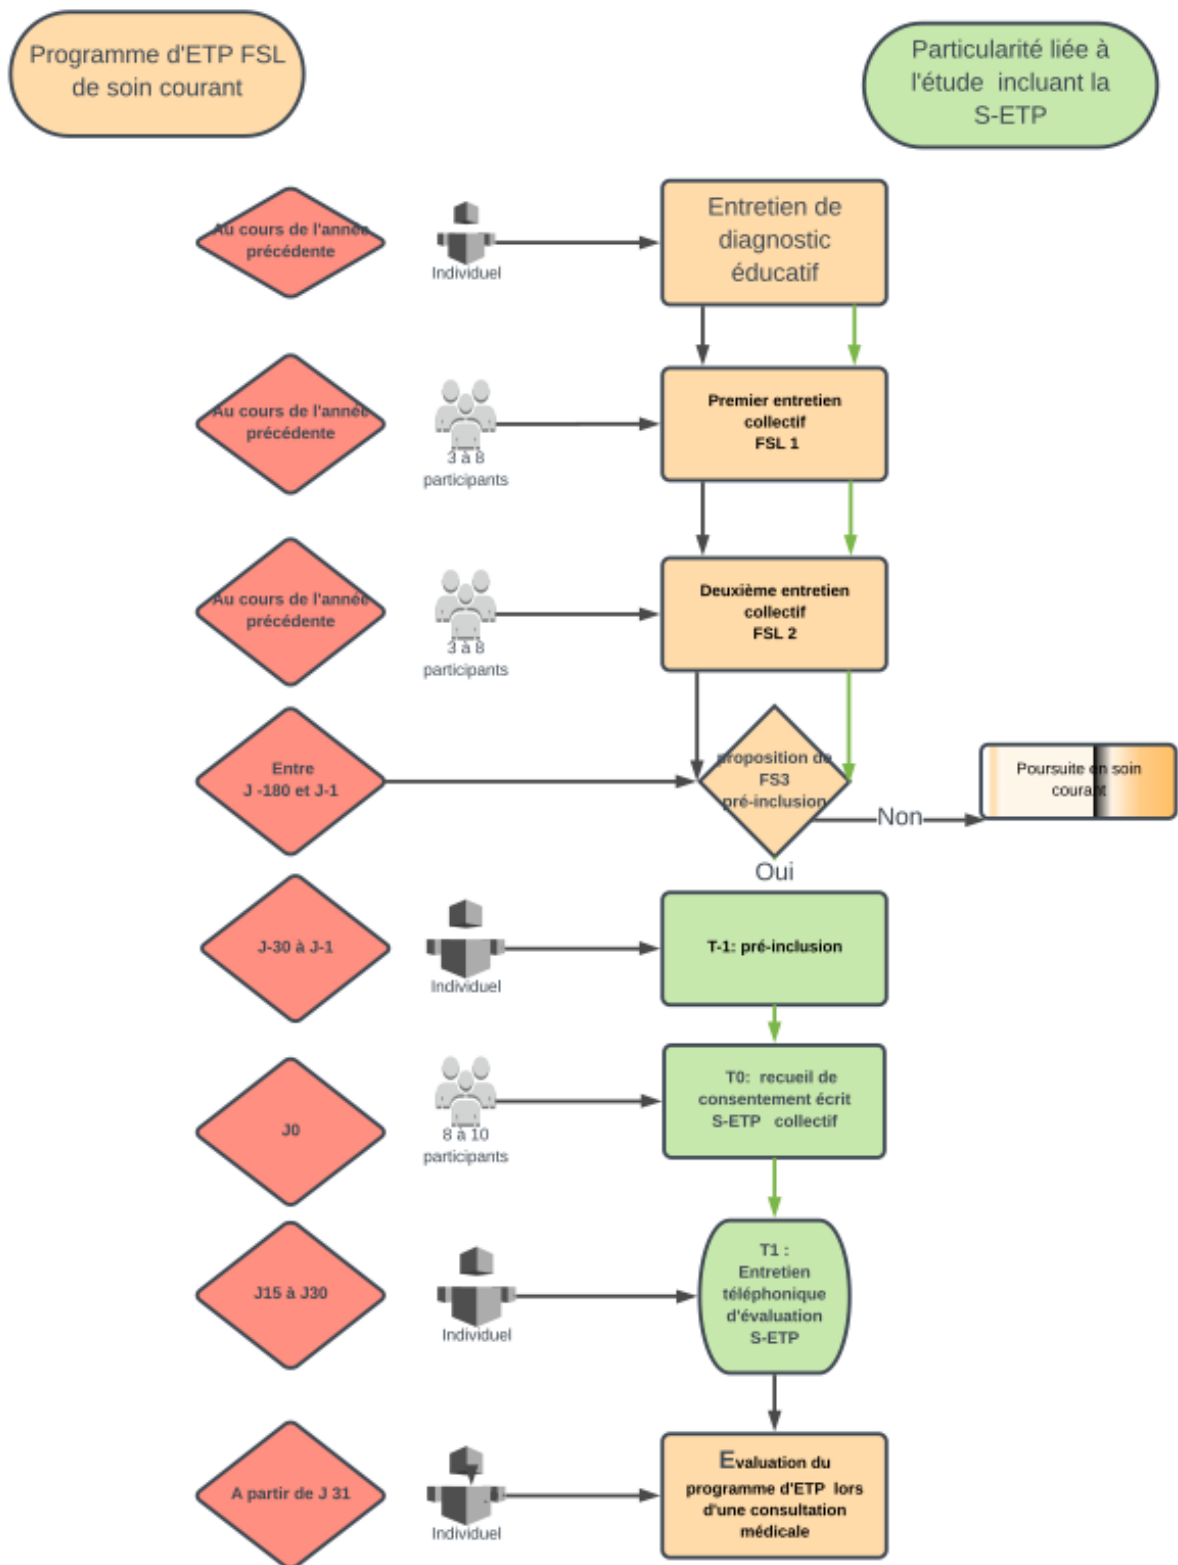 Programme d'ETP FSL
de soin courant
Particularité liée à
l'étude incluant la
S-ETP
Au cours de l'année
précédente
Individuel
Entretien de
diagnostic
éducatif
Au cours de l'année
précédente
3 à 8
participants
Premier entretien
collectif
FSL 1
Au cours de l'année
précédente
3 à 8
participants
Deuxième entretien
collectif
FSL 2
Entre
J -180 et J-1
proposition de
FS3
pré-inclusion
Non
Poursuite en soin
courant
Oui
J-30 à J-1
Individuel
T-1: pré-inclusion
J0
8 à 10
participants
T0: recueil de
consentement écrit
S-ETP collectif
J15 à J30
Individuel
T1 :
Entretien
téléphonique
d'évaluation
S-ETP
A partir de J 31
Individuel
Evaluation du
programme d'ETP lors
d'une consultation
médicale